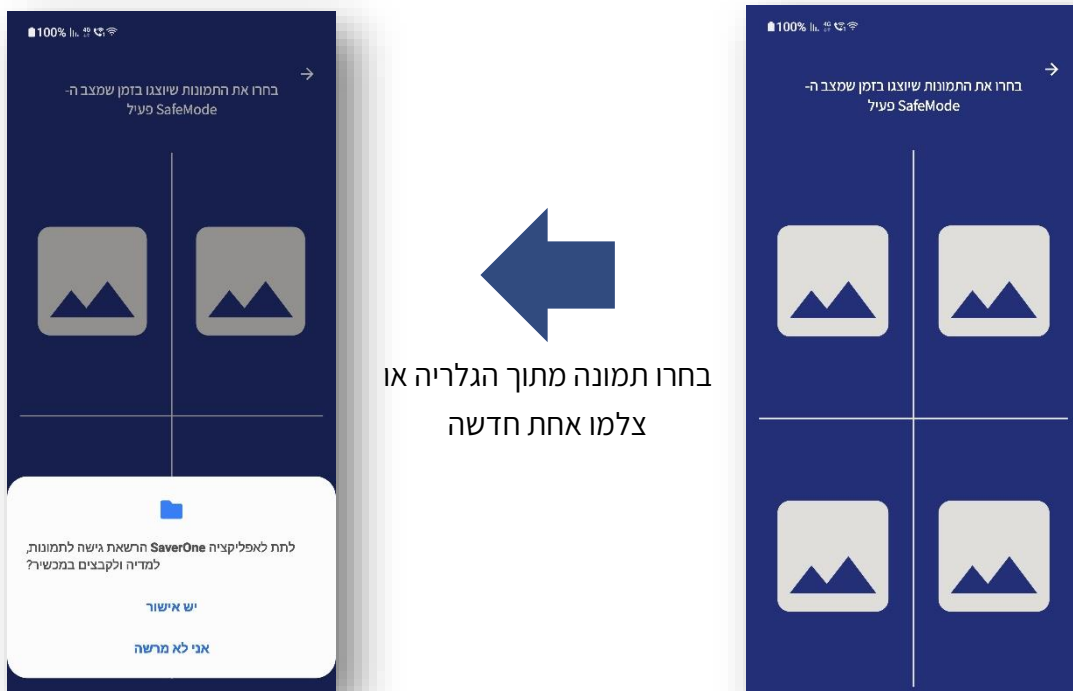 100%
4G
בחרו את התמונות שיוצגו בזמן שמצב ה-
SafeMode פעיל
בחרו תמונה מתוך הגלריה או
צלמו אחת חדשה
100%
4G
בחרו את התמונות שיוצגו בזמן שמצב ה-
SafeMode פעיל
לתת לאפליקציה SaverOne הרשאת גישה לתמונות,
למדיה ולקבצים במכשיר?
יש אישור
אני לא מרשה